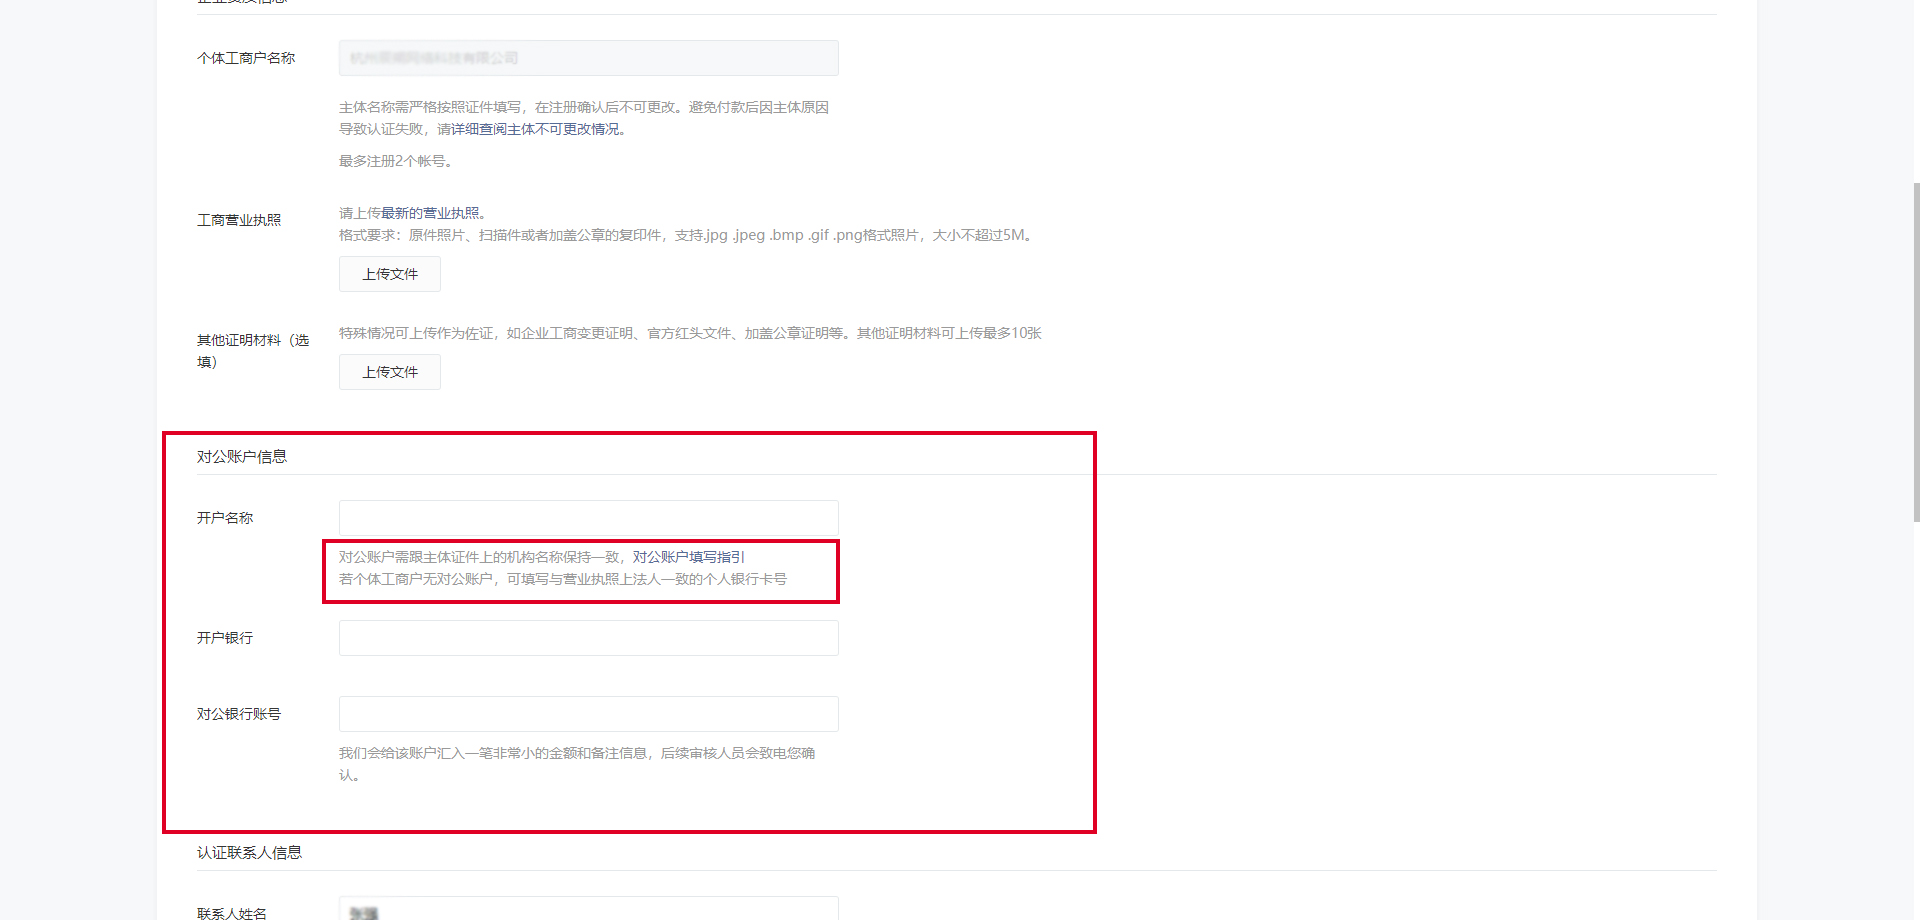 个体工商户名称
主体名称需严格按照证件填写，在注册确认后不可更改。避免付款后因主体原因
导致认证失败，请详细查阅主体不可更改情况。
最多注册2个帐号。
工商营业执照
请上传最新的营业执照。
格式要求：原件照片、扫描件或者加盖公章的复印件，支持.jpg .jpeg .bmp .gif .png格式照片，大小不超过5M。
上传文件
其他证明材料（选
填）
特殊情况可上传作为佐证，如企业工商变更证明、官方红头文件、加盖公章证明等。其他证明材料可上传最多10张
上传文件
对公账户信息
开户名称
对公账户需跟主体证件上的机构名称保持一致，对公账户填写指引
若个体工商户无对公账户，可填写与营业执照上法人一致的个人银行卡号
开户银行
对公银行账号
我们会给该账户汇入一笔非常小的金额和备注信息，后续审核人员会致电您确
认。
认证联系人信息
联系人姓名